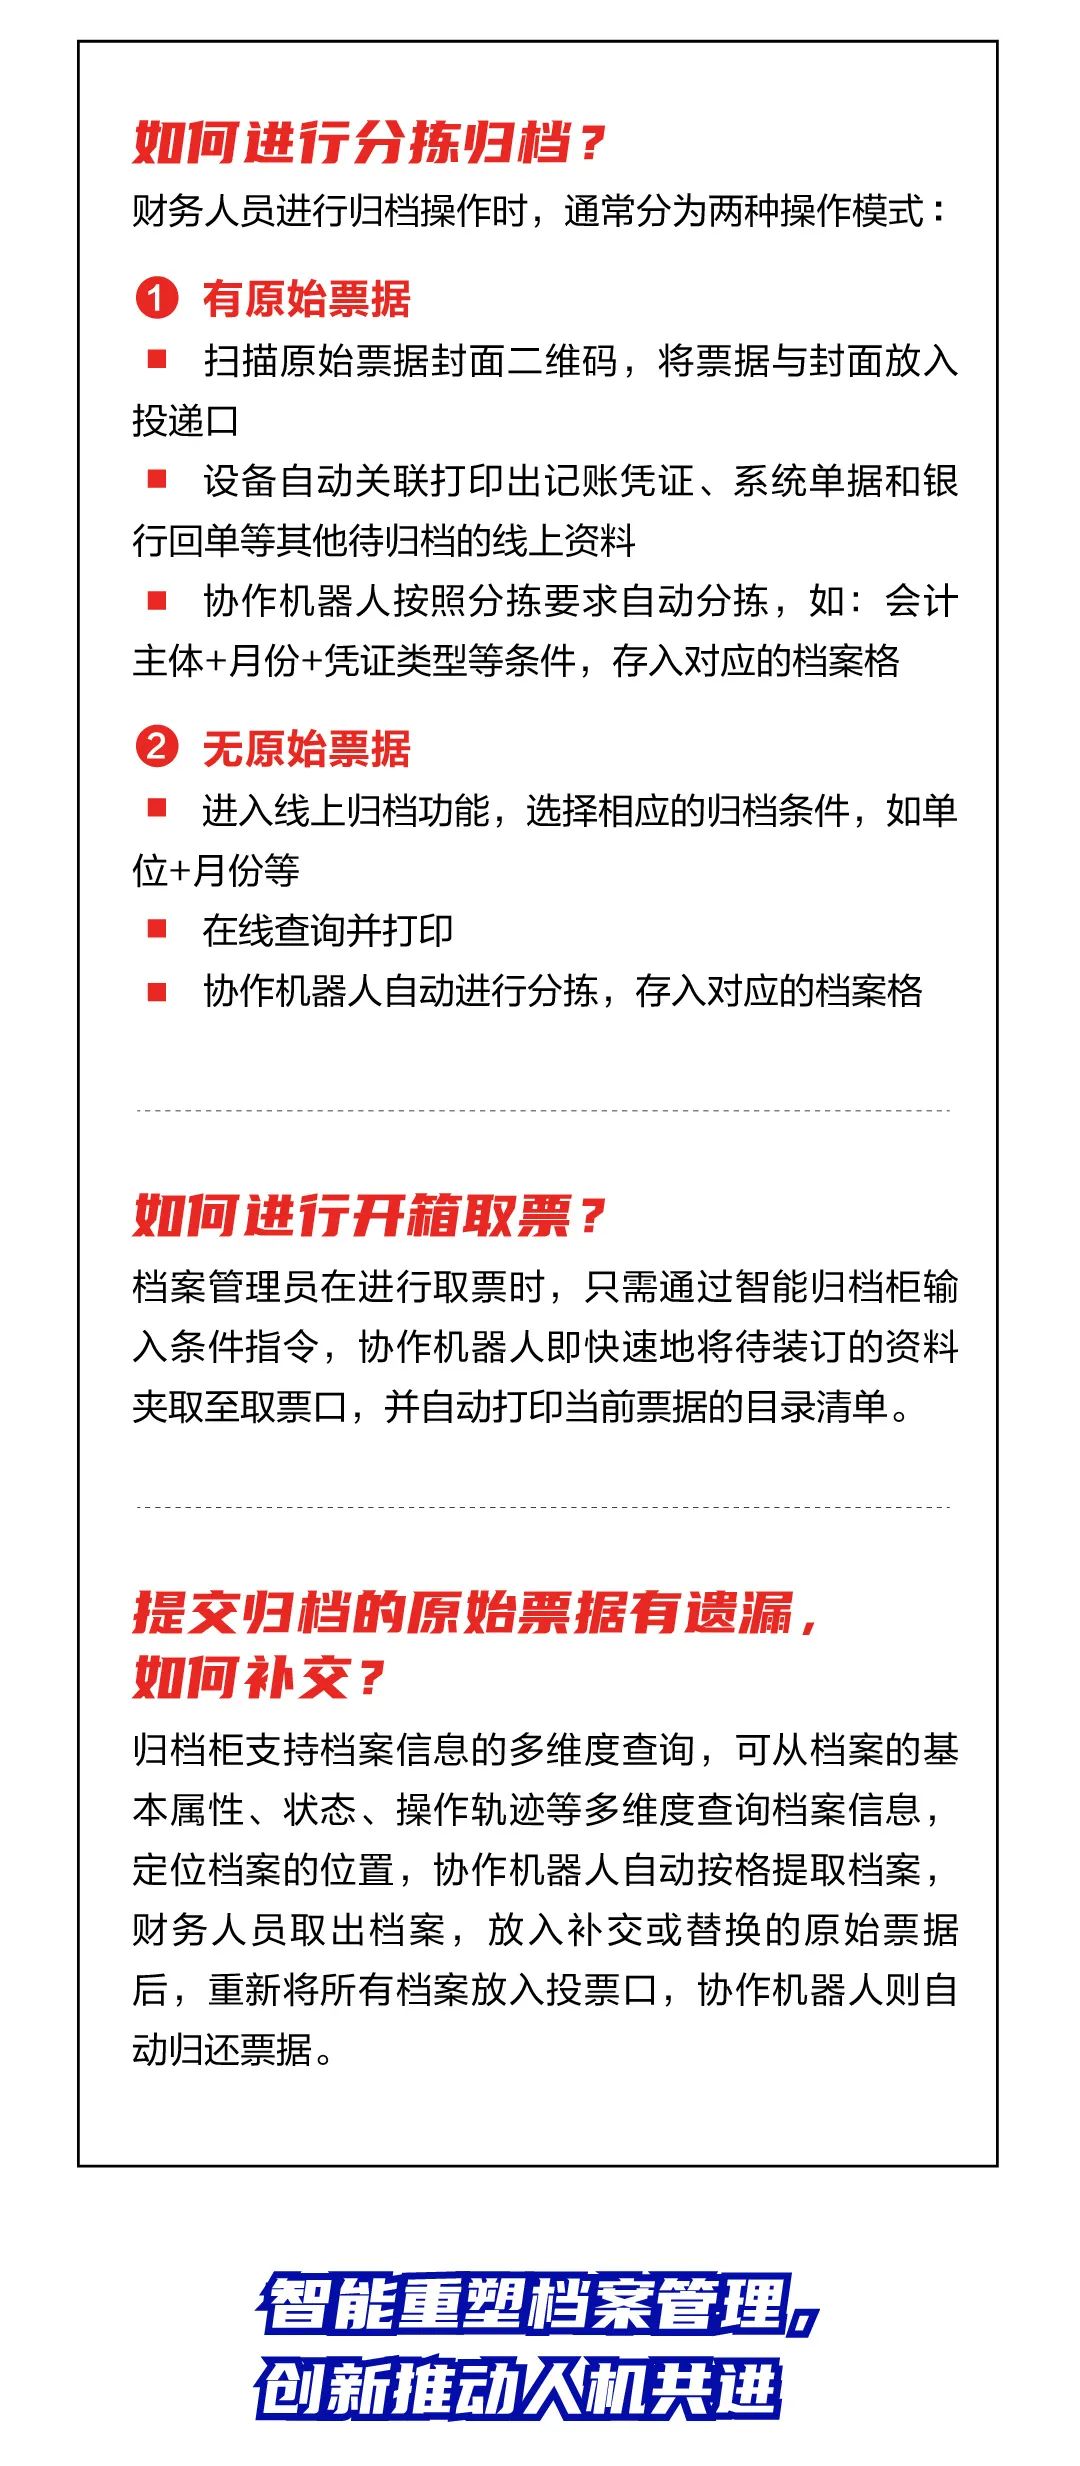 如何进行分拣归档？
财务人员进行归档操作时，通常分为两种操作模式：
1 有原始票据
■ 扫描原始票据封面二维码，将票据与封面放入
投递口
■ 设备自动关联打印出记账凭证、系统单据和银
行回单等其他待归档的线上资料
■ 协作机器人按照分拣要求自动分拣，如：会计
主体+月份+凭证类型等条件，存入对应的档案格
2 无原始票据
■ 进入线上归档功能，选择相应的归档条件，如单
位+月份等
■ 在线查询并打印
■ 协作机器人自动进行分拣，存入对应的档案格
如何进行开箱取票？
档案管理员在进行取票时，只需通过智能归档柜输
入条件指令，协作机器人即快速地将待装订的资料
夹取至取票口，并自动打印当前票据的目录清单。
提交归档的原始票据有遗漏，
如何补交？
归档柜支持档案信息的多维度查询，可从档案的基
本属性、状态、操作轨迹等多维度查询档案信息，
定位档案的位置，协作机器人自动按格提取档案，
财务人员取出档案，放入补交或替换的原始票据
后，重新将所有档案放入投票口，协作机器人则自
动归还票据。
智能重塑档案管理。
创新推动人机共进